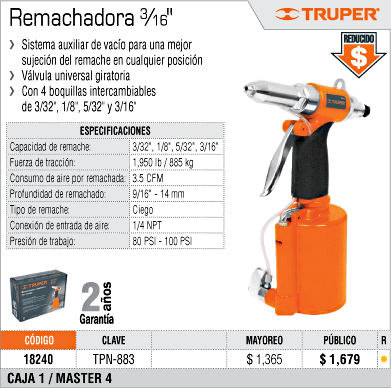 Remachadora 3⁄16"
TRUPER
REDUCIDO
$
› Sistema auxiliar de vacío para una mejor
sujeción del remache en cualquier posición
› Válvula universal giratoria
› Con 4 boquillas intercambiables
de 3/32", 1/8", 5/32" y 3/16"
ESPECIFICACIONES
Capacidad de remache: 3/32", 1/8", 5/32", 3/16"
Fuerza de tracción: 1,950 lb / 885 kg
Consumo de aire por remachada: 3.5 CFM
Profundidad de remachado: 9/16" - 14 mm
Tipo de remache: Ciego
Conexión de entrada de aire: 1/4 NPT
Presión de trabajo: 80 PSI - 100 PSI
TRUPER
2 años
Garantía
CÓDIGO CLAVE MAYOREO PÚBLICO R
18240 TPN-883 $ 1,365 $ 1,679
CAJA 1 / MASTER 4